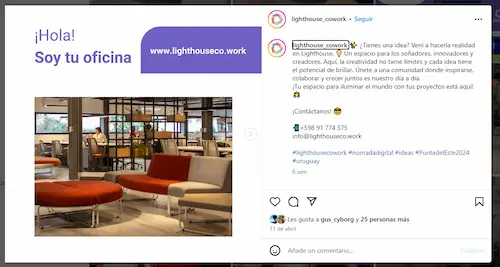 ¡Hola!
Soy tu oficina
www.lighthouseco.work
lighthouse_cowork • Seguir
lighthouse_cowork ¿Tienes una idea? Vení a hacerla realidad
en Lighthouse. Un espacio para los soñadores, innovadores y
creadores. Aquí, la creatividad no tiene límites y cada idea tiene
el potencial de brillar. Únete a una comunidad donde inspirarse,
colaborar y crecer juntos es nuestro día a día.
¡Tu espacio para iluminar el mundo con tus proyectos está aquí!
¡Contáctanos!
+598 91 774 575
info@lighthouseco.work
#lighthousecowork #nomadadigital #ideas #PuntadelEste2024
#uruguay
6 sem
Les gusta a gus_cyborg y 25 personas más
11 de abril
Añade un comentario...
Publicar